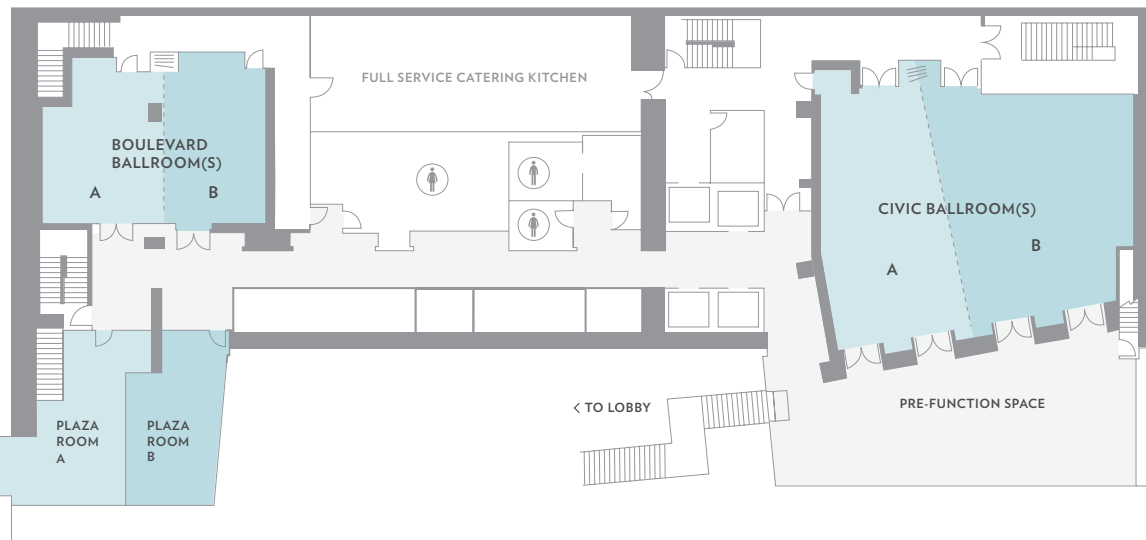 FULL SERVICE CATERING KITCHEN
BOULEVARD
BALLROOM(S)
A
B
CIVIC BALLROOM(S)
A
B
PLAZA
ROOM
A
PLAZA
ROOM
B
< TO LOBBY
PRE-FUNCTION SPACE